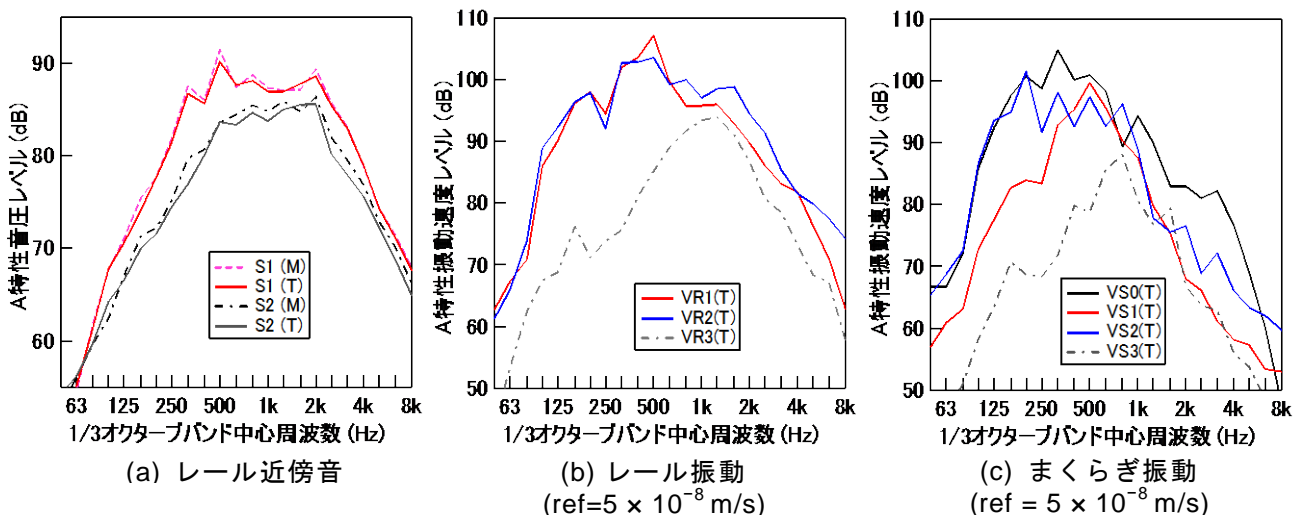 A特性音圧レベル (dB)
90
80
70
60
S1 (M)
S1 (T)
S2 (M)
S2 (T)
63 125 250 500 1k 2k 4k 8k
1/3オクターブバンド中心周波数 (Hz)
(a) レール近傍音
A特性振動速度レベル (dB)
110
100
90
80
70
60
50
VR1(T)
VR2(T)
VR3(T)
63 125 250 500 1k 2k 4k 8k
1/3オクターブバンド中心周波数 (Hz)
(b) レール振動
(ref=5 × 10⁻⁸ m/s)
A特性振動速度レベル (dB)
110
100
90
80
70
60
50
VS0(T)
VS1(T)
VS2(T)
VS3(T)
63 125 250 500 1k 2k 4k 8k
1/3オクターブバンド中心周波数 (Hz)
(c) まくらぎ振動
(ref = 5 × 10⁻⁸ m/s)